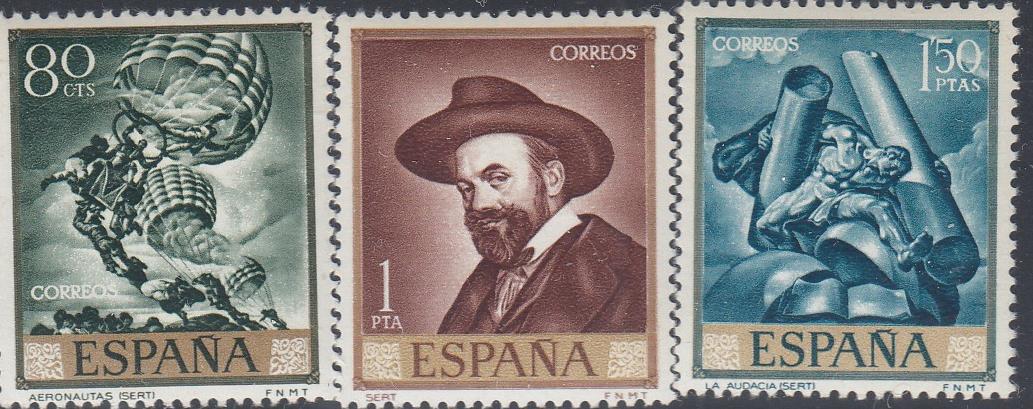 80
CTS
CORREOS
ESPAÑA
AERONAUTAS (SERT) F N M T
CORREOS
1
PTA
ESPAÑA
SERT F N M T
CORREOS 1'50
PTAS
ESPAÑA
LA AUDACIA (SERT) F N M T